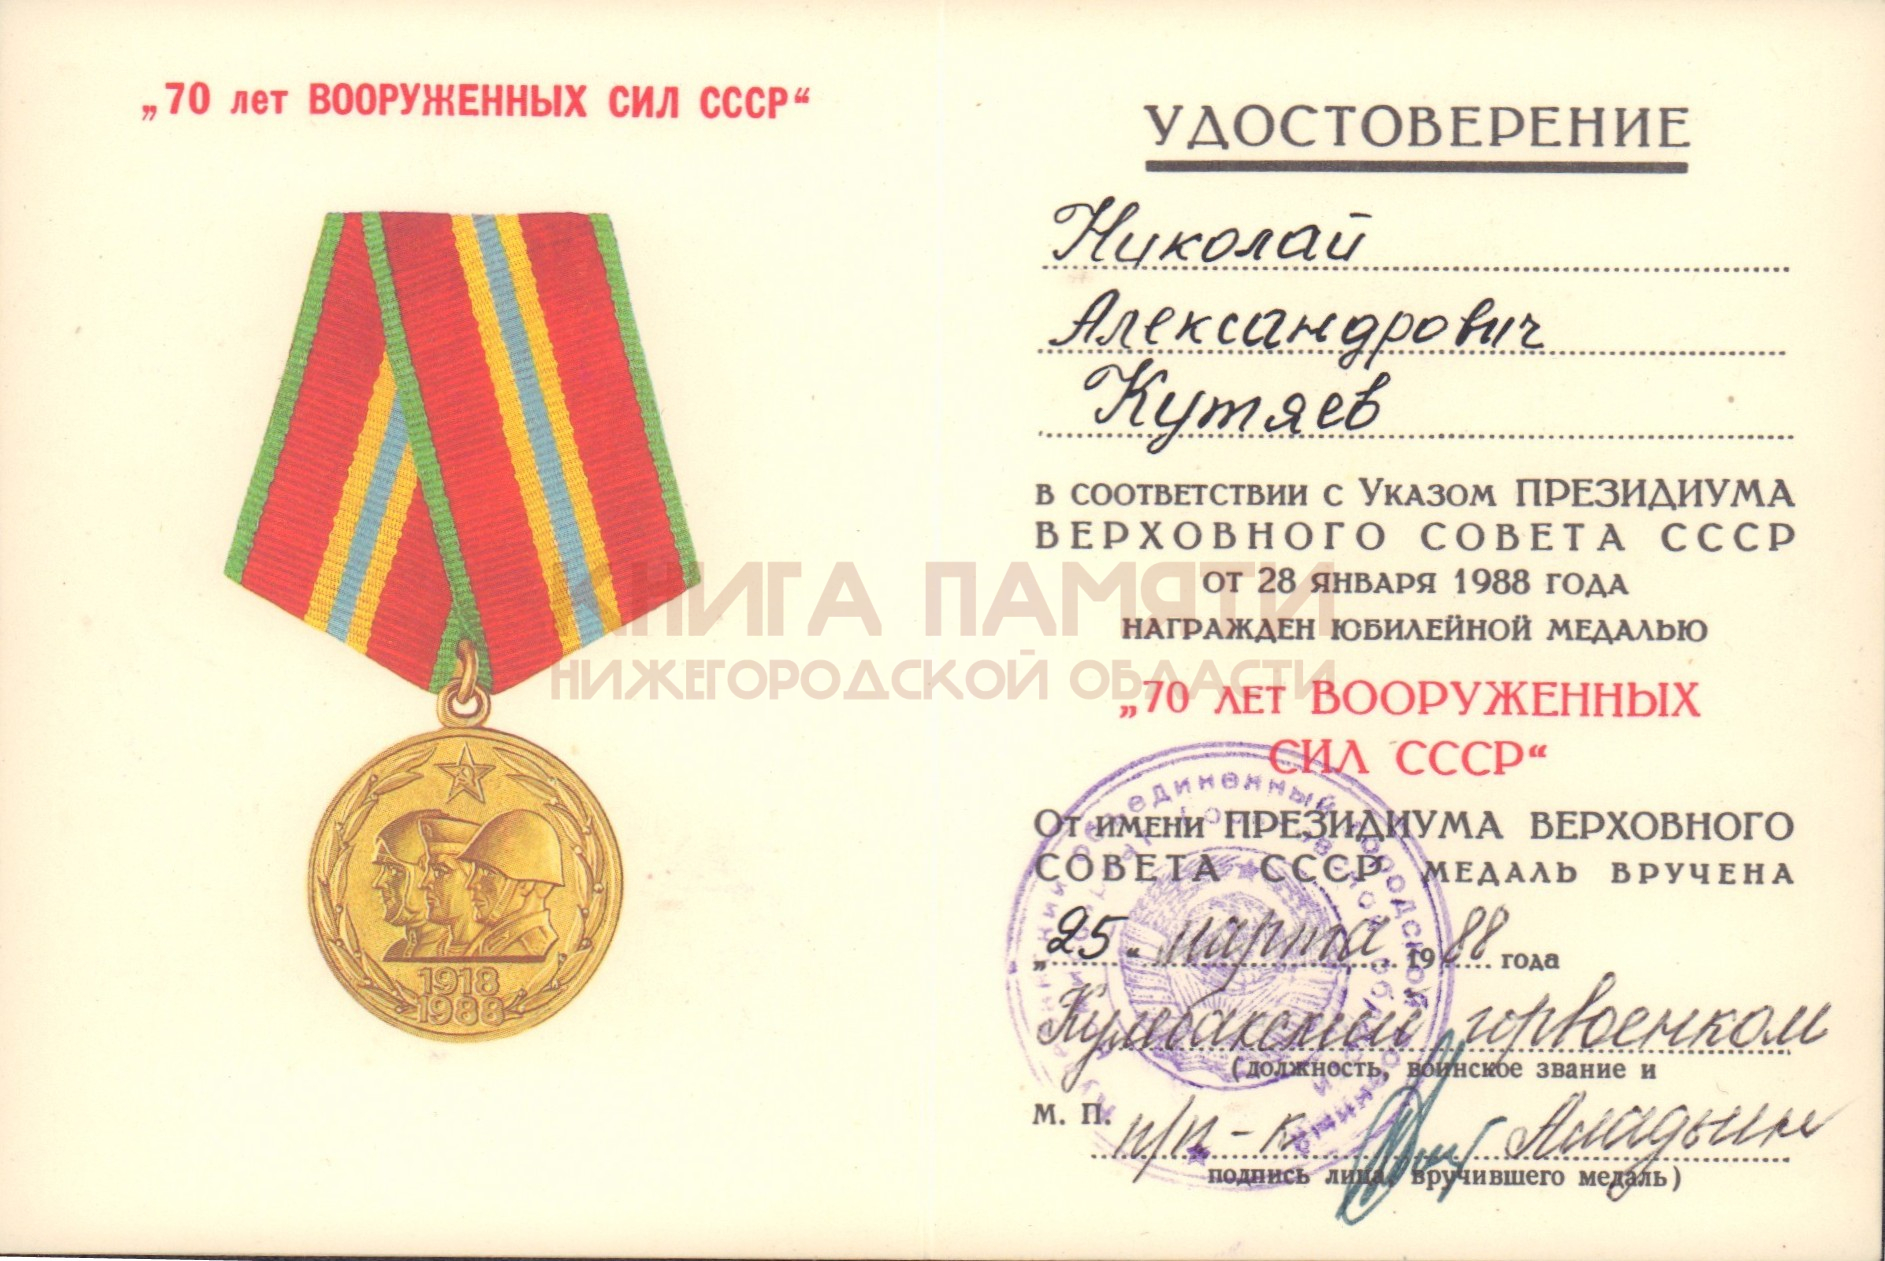 „70 лет ВООРУЖЕННЫХ СИЛ СССР“
1918
1988
УДОСТОВЕРЕНИЕ
Николай
Александрович
Кутяев
В СООТВЕТСТВИИ С УКАЗОМ ПРЕЗИДИУМА
ВЕРХОВНОГО СОВЕТА СССР
ОТ 28 ЯНВАРЯ 1988 ГОДА
НАГРАЖДЕН ЮБИЛЕЙНОЙ МЕДАЛЬЮ
„70 ЛЕТ ВООРУЖЕННЫХ
СИЛ СССР“
ОТ ИМЕНИ ПРЕЗИДИУМА ВЕРХОВНОГО
СОВЕТА СССР МЕДАЛЬ ВРУЧЕНА
„25“ марта 1988 года
Кулебакский горвоенком
(должность, воинское звание и
М. П. п/п-к Аладыин
подпись лица, вручившего медаль)
КНИГА ПАМЯТИ
НИЖЕГОРОДСКОЙ ОБЛАСТИ